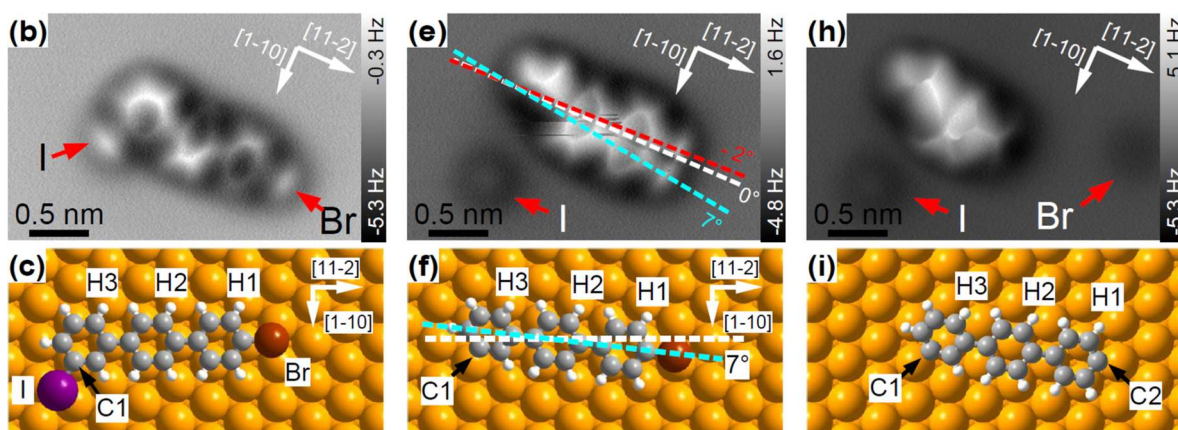 (b)
[1-10]
[11-2]
-0.3 Hz
-5.3 Hz
I
Br
0.5 nm
(e)
[1-10]
[11-2]
1.6 Hz
-4.8 Hz
- 2°
0°
7°
I
0.5 nm
(h)
[1-10]
[11-2]
5.1 Hz
-5.3 Hz
I
Br
0.5 nm
(c)
H3 H2 H1
[11-2]
[1-10]
Br
I
C1
(f)
H3 H2 H1
[11-2]
[1-10]
C1
7°
(i)
H3 H2 H1
C1
C2